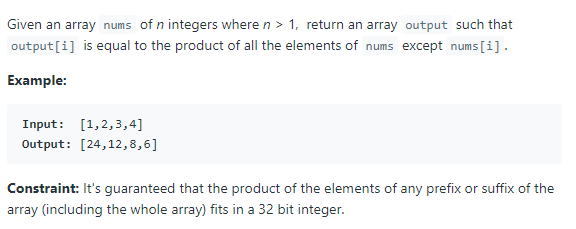 Given an array nums of n integers where n > 1, return an array output such that
output[i] is equal to the product of all the elements of nums except nums[i].
Example:
Input: [1,2,3,4]
Output: [24,12,8,6]
Constraint: It's guaranteed that the product of the elements of any prefix or suffix of the
array (including the whole array) fits in a 32 bit integer.